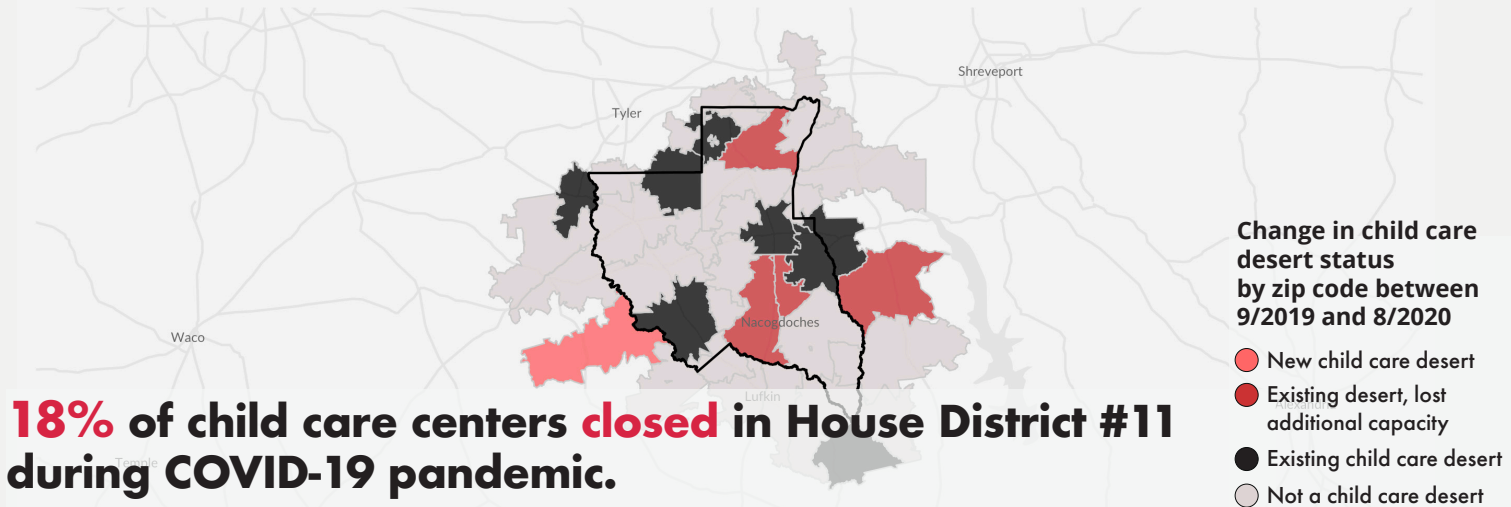 Shreveport
Tyler
Change in child care
desert status
by zip code between
9/2019 and 8/2020
Nacogdoches
Waco
New child care desert
Existing desert, lost
additional capacity
Lufkin
Alexandria
18% of child care centers closed in House District #11
Temple
during COVID-19 pandemic.
Existing child care desert
Not a child care desert